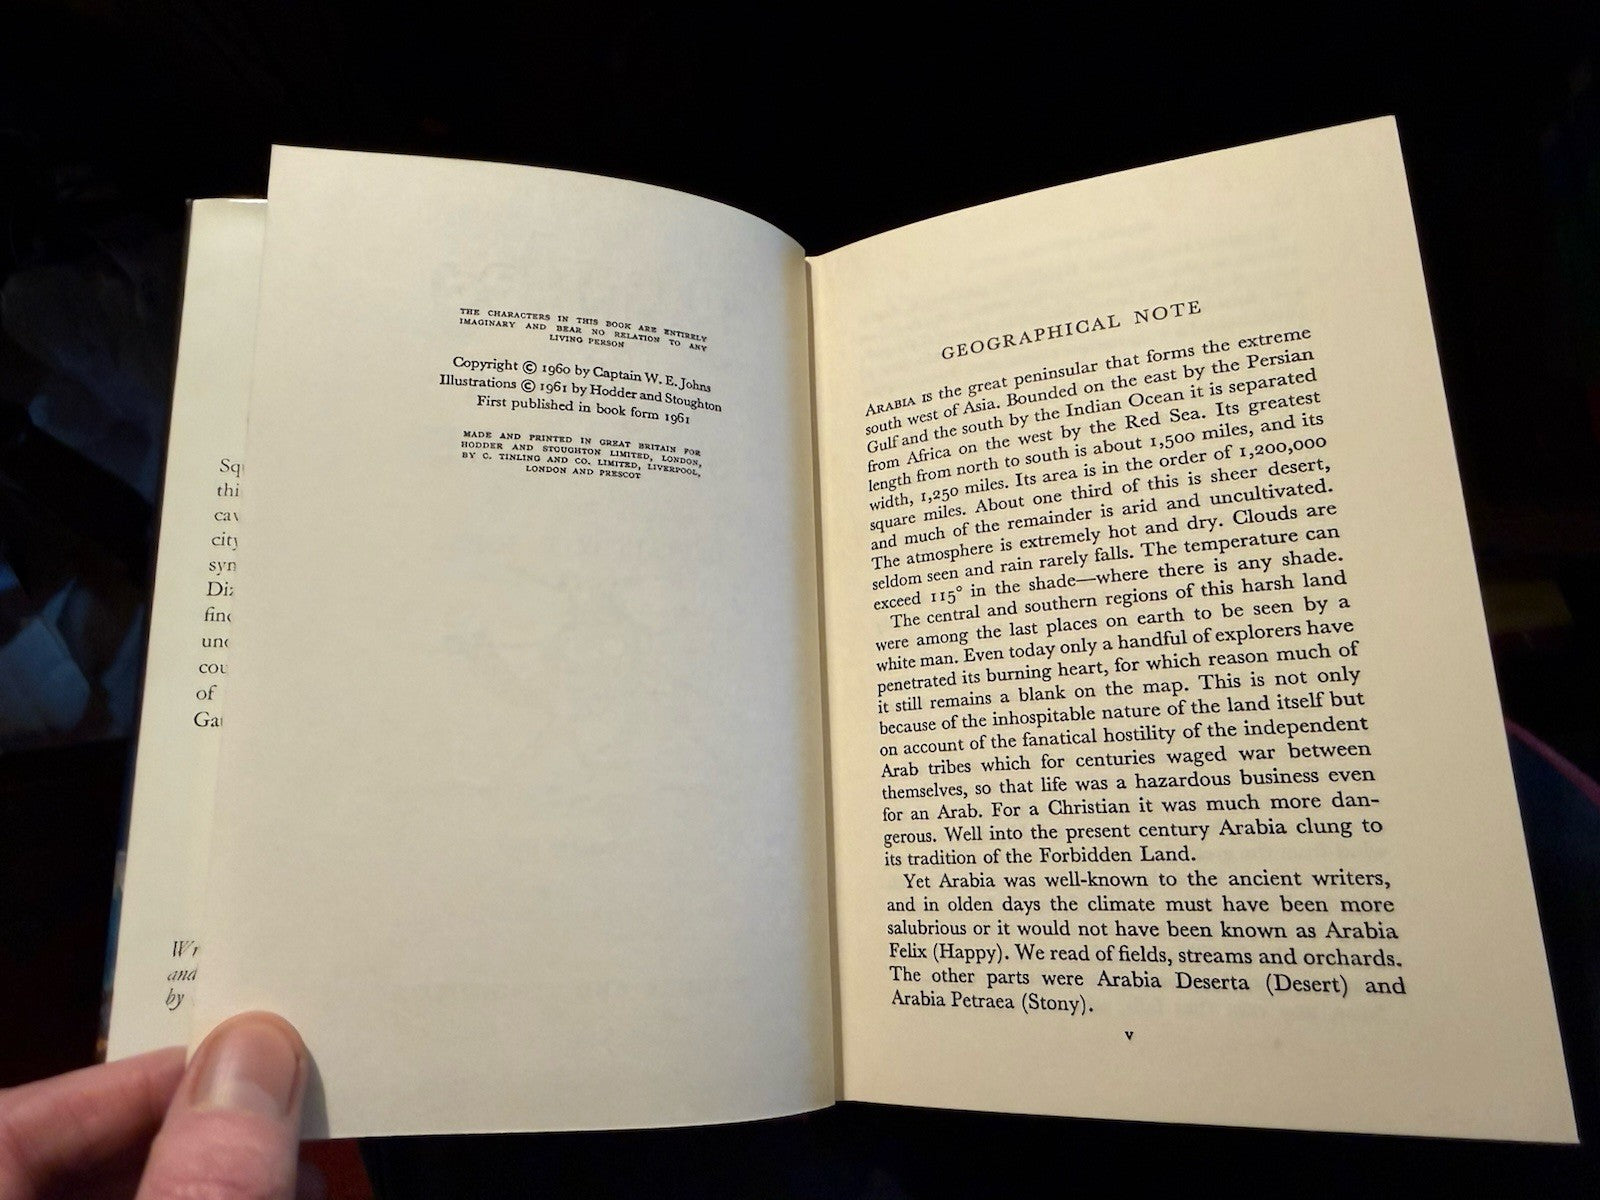 Sq
thi
cav
city
syn
Di
fin
und
cou
of
Ga
and
by
THE CHARACTERS IN THIS BOOK ARE ENTIRELY
IMAGINARY AND BEAR NO RELATION TO ANY
LIVING PERSON
Copyright © 1960 by Captain W. E. Johns
Illustrations © 1961 by Hodder and Stoughton
First published in book form 1961
MADE AND PRINTED IN GREAT BRITAIN FOR
HODDER AND STOUGHTON LIMITED, LONDON,
BY C. TINLING AND CO. LIMITED, LIVERPOOL,
LONDON AND PRESCOT
GEOGRAPHICAL NOTE
ARABIA IS the great peninsular that forms the extreme
south west of Asia. Bounded on the east by the Persian
Gulf and the south by the Indian Ocean it is separated
from Africa on the west by the Red Sea. Its greatest
length from north to south is about 1,500 miles, and its
width, 1,250 miles. Its area is in the order of 1,200,000
square miles. About one third of this is sheer desert,
and much of the remainder is arid and uncultivated.
The atmosphere is extremely hot and dry. Clouds are
seldom seen and rain rarely falls. The temperature can
exceed 115° in the shade—where there is any shade.
The central and southern regions of this harsh land
were among the last places on earth to be seen by a
white man. Even today only a handful of explorers have
penetrated its burning heart, for which reason much of
it still remains a blank on the map. This is not only
because of the inhospitable nature of the land itself but
on account of the fanatical hostility of the independent
Arab tribes which for centuries waged war between
themselves, so that life was a hazardous business even
for an Arab. For a Christian it was much more dan-
gerous. Well into the present century Arabia clung to
its tradition of the Forbidden Land.
Yet Arabia was well-known to the ancient writers,
and in olden days the climate must have been more
salubrious or it would not have been known as Arabia
Felix (Happy). We read of fields, streams and orchards.
The other parts were Arabia Deserta (Desert) and
Arabia Petraea (Stony).
v